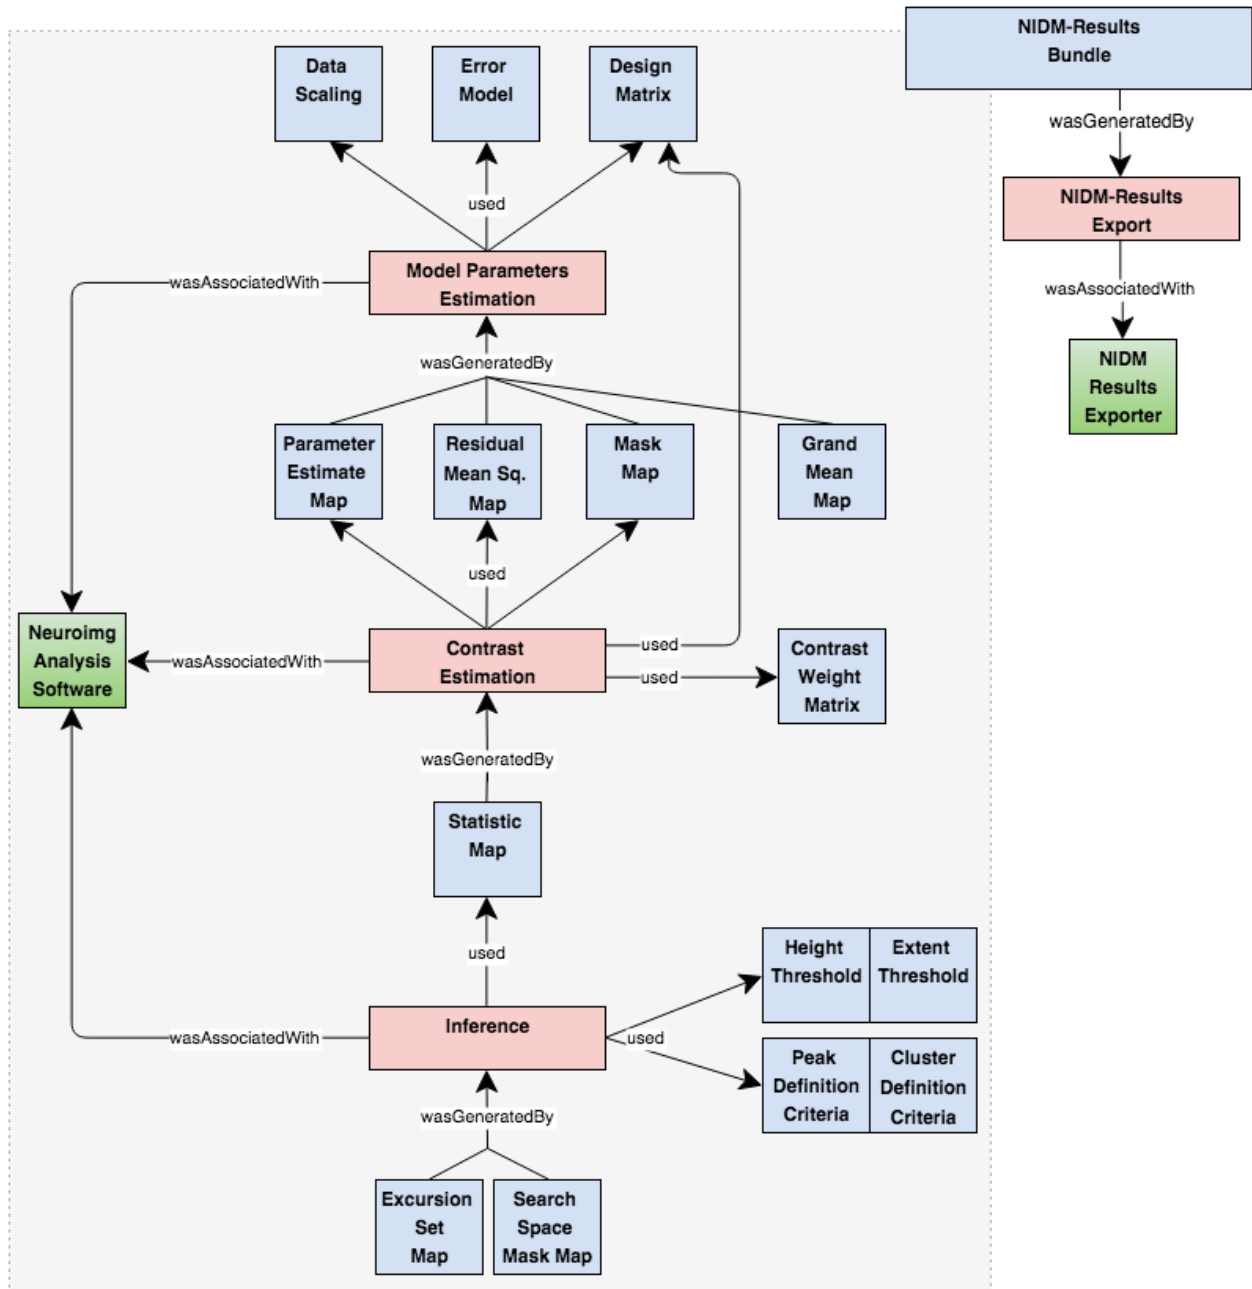 NIDM-Results
Bundle
wasGeneratedBy
NIDM-Results
Export
wasAssociatedWith
NIDM
Results
Exporter
Data
Scaling
Error
Model
Design
Matrix
used
Model Parameters
Estimation
wasAssociatedWith
wasGeneratedBy
Parameter
Estimate
Map
Residual
Mean Sq.
Map
Mask
Map
Grand
Mean
Map
used
Neuroimg
Analysis
Software
wasAssociatedWith
Contrast
Estimation
used
used
Contrast
Weight
Matrix
wasGeneratedBy
Statistic
Map
used
Height
Threshold
Extent
Threshold
wasAssociatedWith
Inference
used
Peak
Definition
Criteria
Cluster
Definition
Criteria
wasGeneratedBy
Excursion
Set
Map
Search
Space
Mask Map